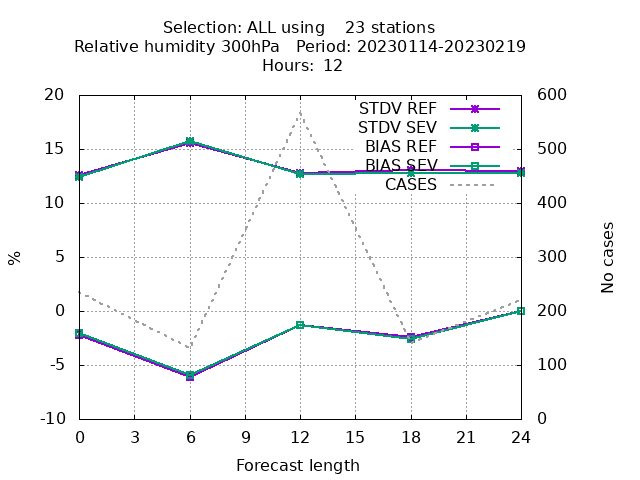 Selection: ALL using    23 stations
Relative humidity 300hPa   Period: 20230114-20230219
Hours: 12
20
15
10
5
0
-5
-10
%
600
500
400
300
200
100
0
No cases
STDV REF
STDV SEV
BIAS REF
BIAS SEV
CASES
0 3 6 9 12 15 18 21 24
Forecast length